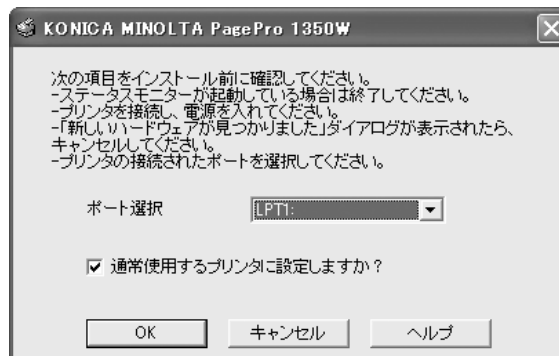 KONICA MINOLTA PagePro 1350W
次の項目をインストール前に確認してください。
-ステータスモニターが起動している場合は終了してください。
-プリンタを接続し、電源を入れてください。
-「新しいハードウェアが見つかりました」ダイアログが表示されたら、
キャンセルしてください。
-プリンタの接続されたポートを選択してください。
ポート選択 LPT1:
通常使用するプリンタに設定しますか?
OK キャンセル ヘルプ